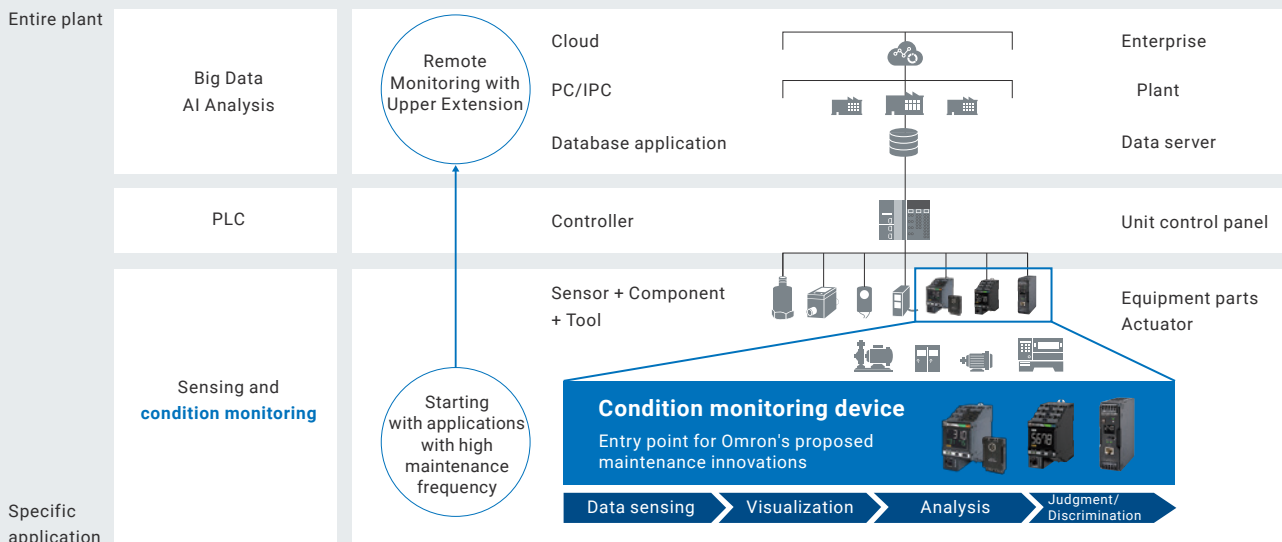 Entire plant
Big Data
AI Analysis
Remote
Monitoring with
Upper Extension
Cloud
Enterprise
PC/IPC
Plant
Database application
Data server
PLC
Controller
Unit control panel
Sensing and
condition monitoring
Starting
with applications
with high
maintenance
frequency
Sensor + Component
+ Tool
Equipment parts
Actuator
Condition monitoring device
Entry point for Omron's proposed
maintenance innovations
310
5678
Data sensing
Visualization
Analysis
Judgment/
Discrimination
Specific
application